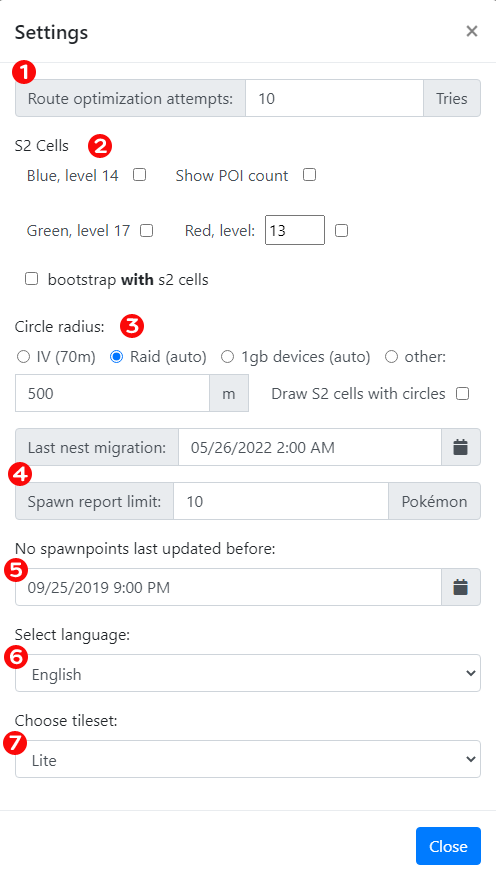 Settings ×
1
Route optimization attempts: 10 Tries
S2 Cells 2
Blue, level 14 Show POI count
Green, level 17 Red, level: 13
bootstrap with s2 cells
Circle radius: 3
IV (70m) Raid (auto) 1gb devices (auto) other:
500 m Draw S2 cells with circles
Last nest migration: 05/26/2022 2:00 AM
4
Spawn report limit: 10 Pokémon
No spawnpoints last updated before:
5
09/25/2019 9:00 PM
Select language:
6
English
Choose tileset:
7
Lite
Close